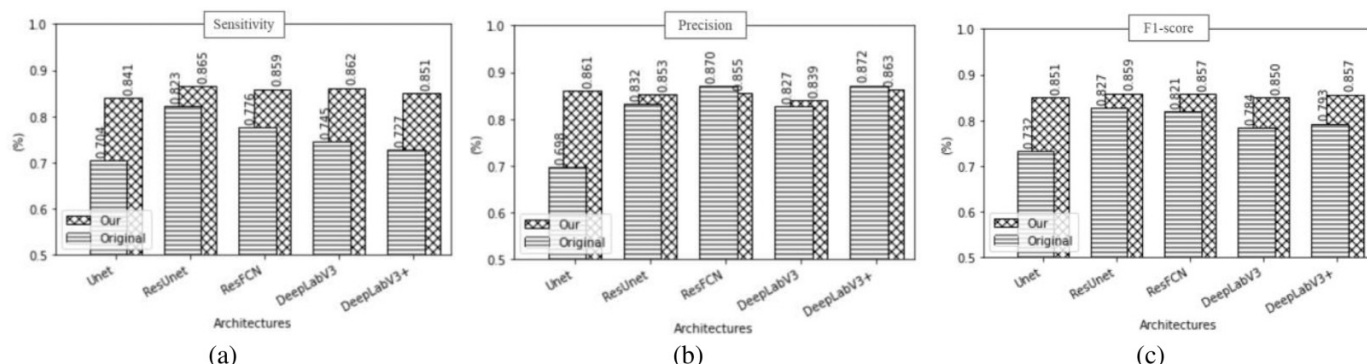 Sensitivity
1.0
0.9
0.8
0.7
0.6
0.5
(%)
0.704
0.841
0.823
0.865
0.776
0.859
0.745
0.862
0.727
0.851
Our
Original
Unet
ResUnet
ResFCN
DeepLabV3
DeepLabV3+
Architectures
(a)
Precision
1.0
0.9
0.8
0.7
0.6
0.5
(%)
0.698
0.861
0.832
0.853
0.870
0.855
0.827
0.839
0.872
0.863
Our
Original
Unet
ResUnet
ResFCN
DeepLabV3
DeepLabV3+
Architectures
(b)
F1-score
1.0
0.9
0.8
0.7
0.6
0.5
(%)
0.732
0.851
0.827
0.859
0.821
0.857
0.784
0.850
0.793
0.857
Our
Original
Unet
ResUnet
ResFCN
DeepLabV3
DeepLabV3+
Architectures
(c)